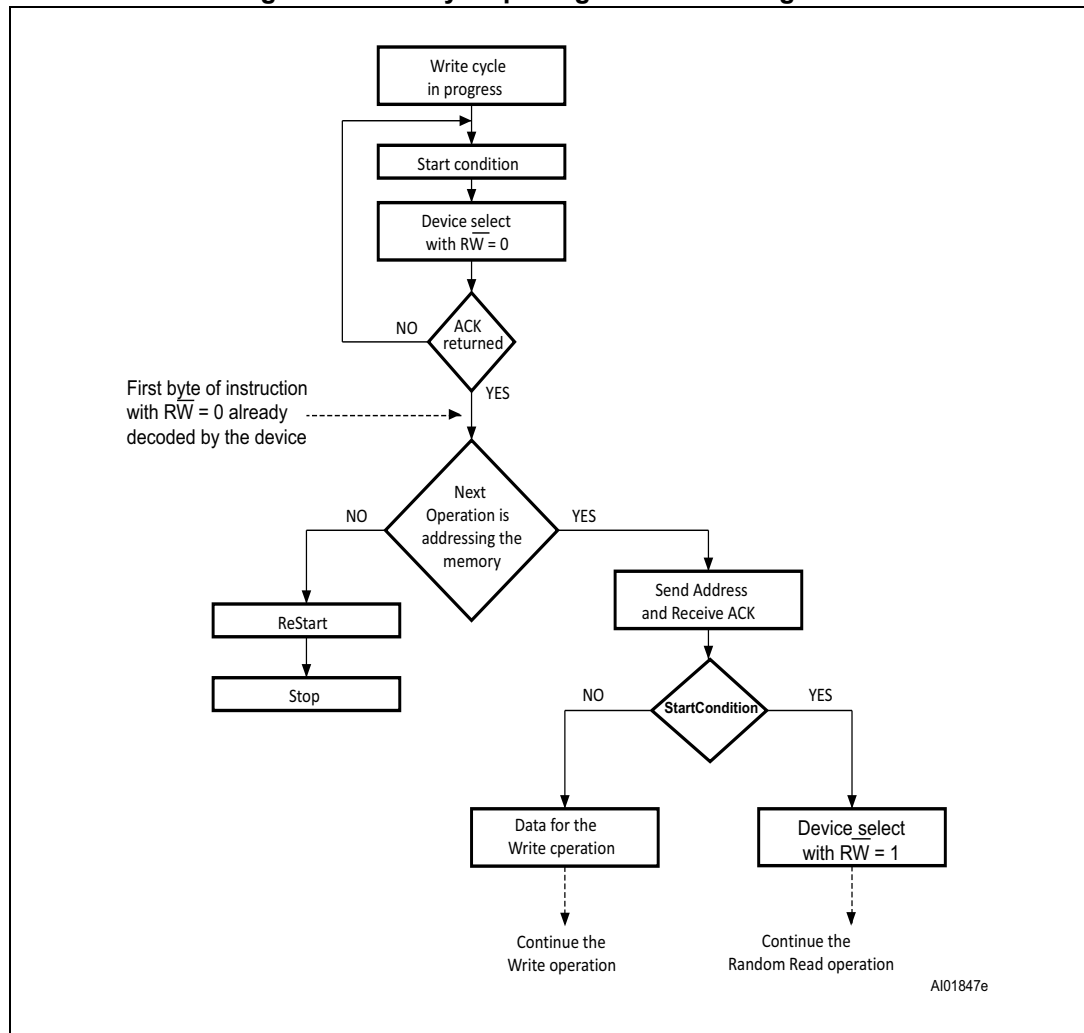 Write cycle
in progress
Start condition
Device select
with RW̅ = 0
ACK
returned
NO
YES
First byte of instruction
with RW̅ = 0 already
decoded by the device
Next
Operation is
addressing the
memory
NO
YES
ReStart
Stop
Send Address
and Receive ACK
StartCondition
NO
YES
Data for the
Write cperation
Device select
with RW̅ = 1
Continue the
Write operation
Continue the
Random Read operation
AI01847e